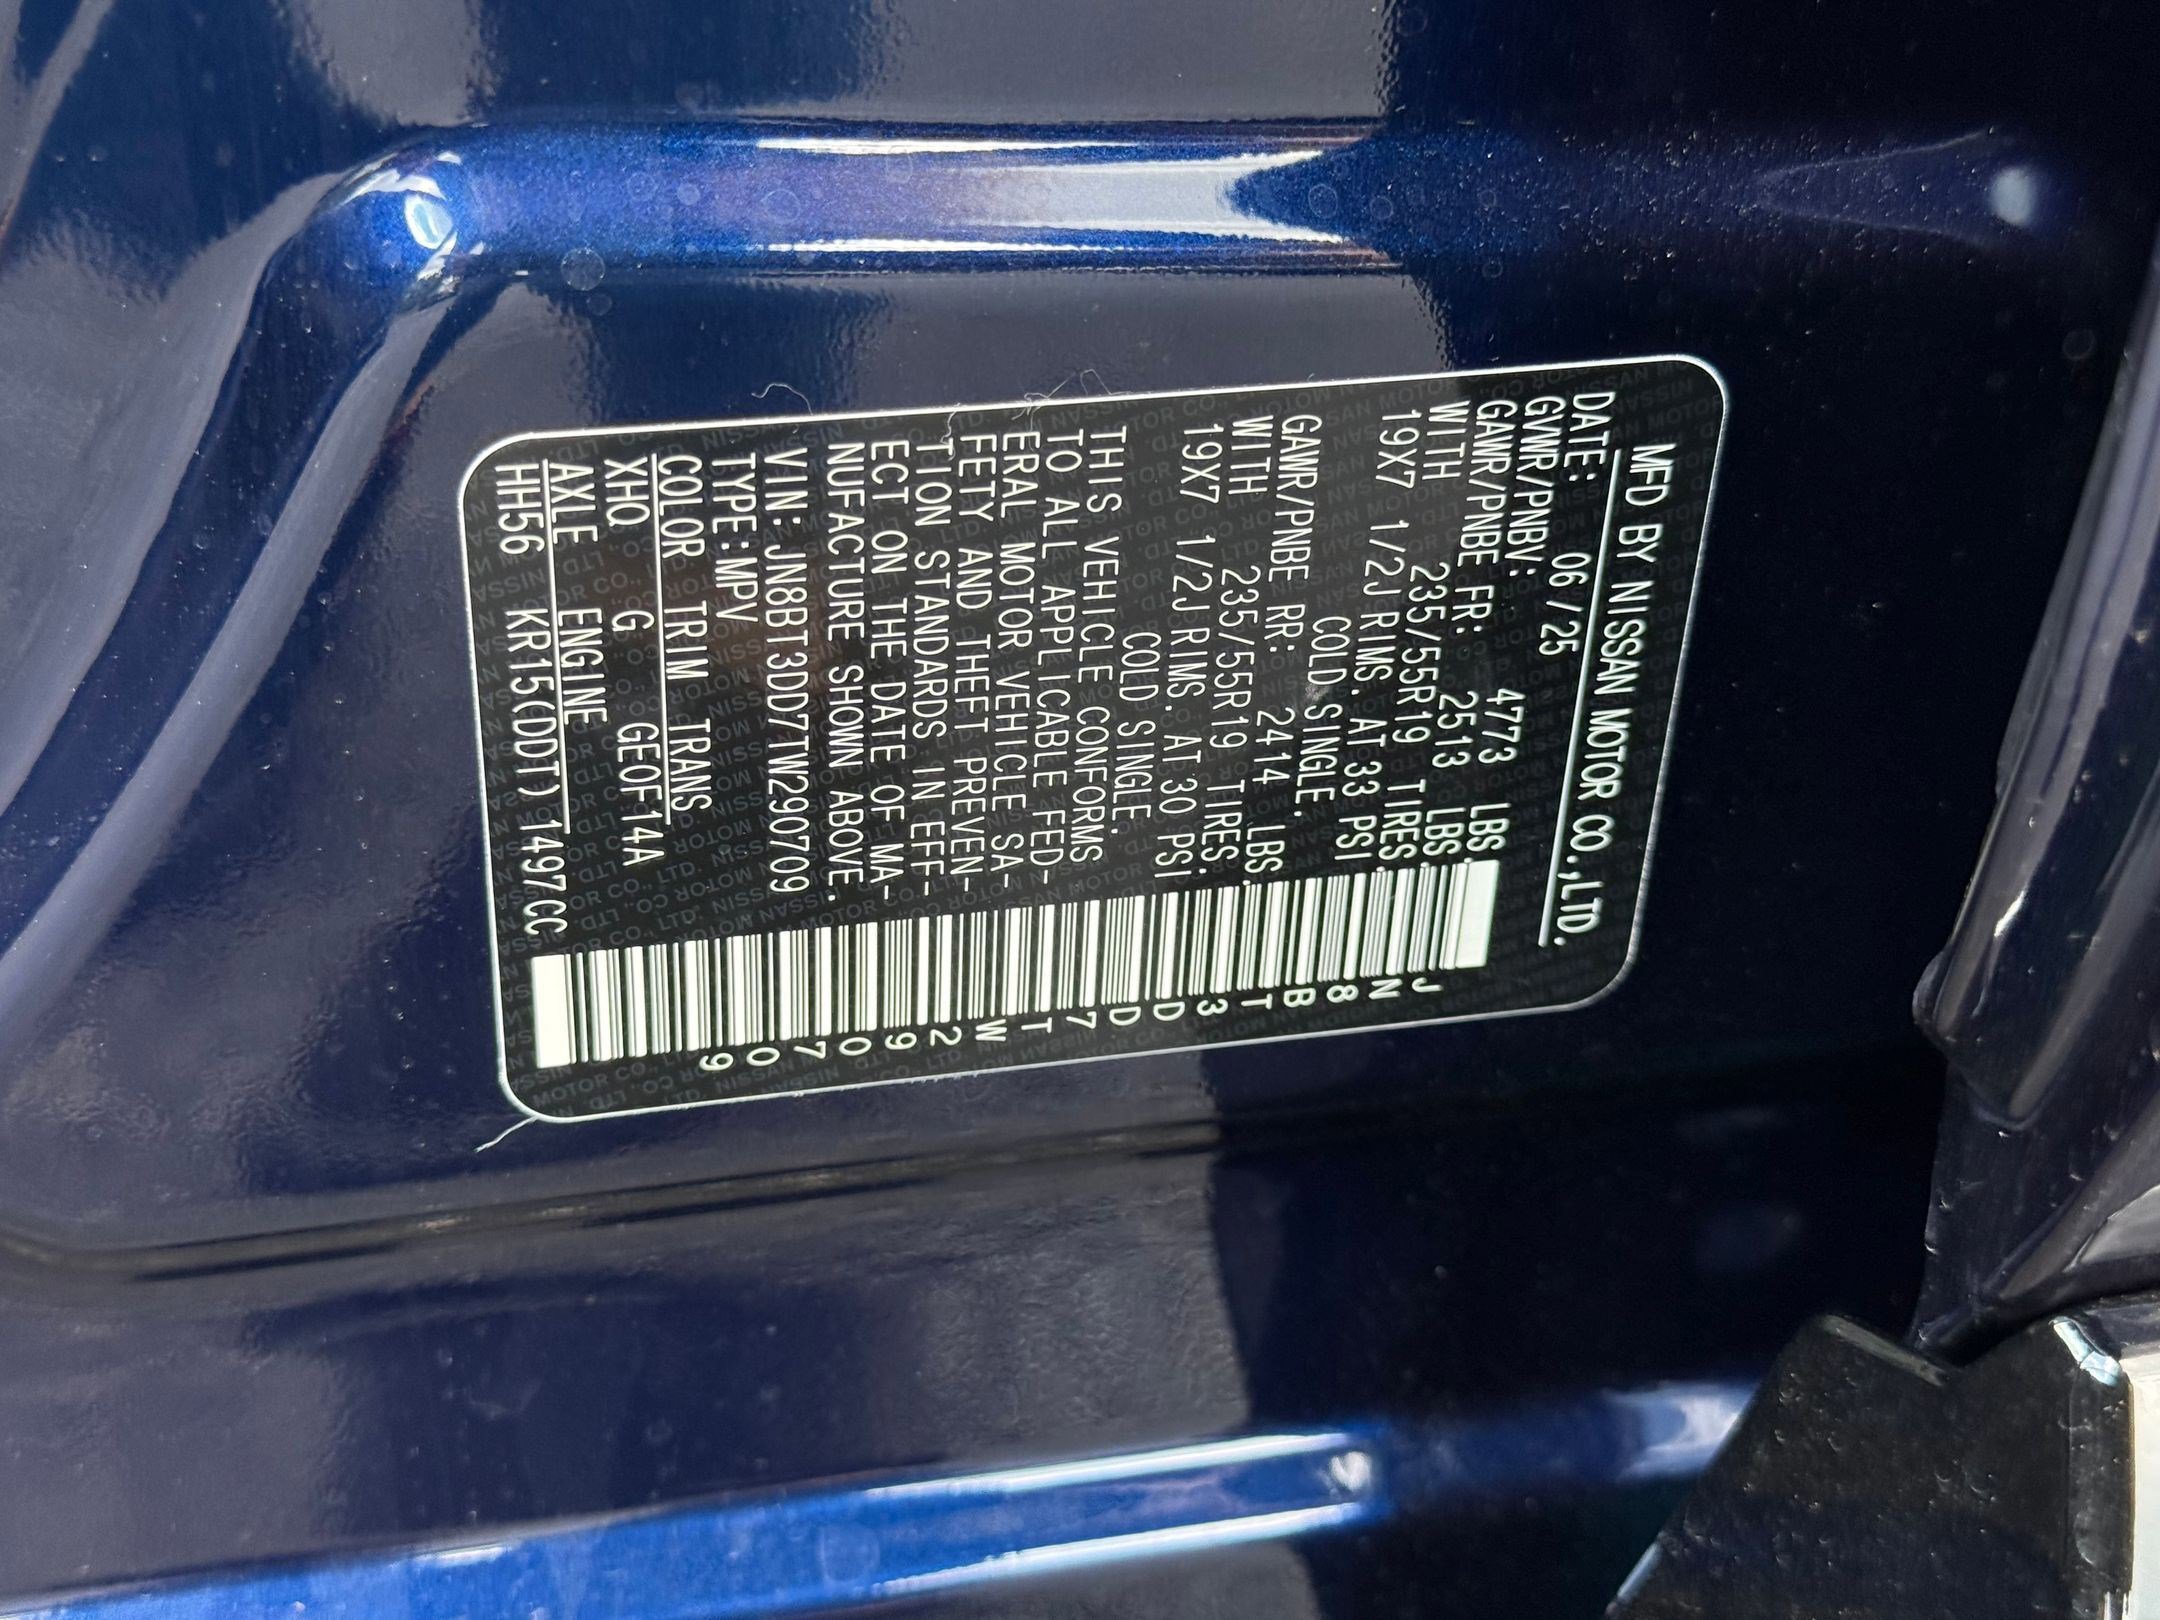 MFD BY NISSAN MOTOR CO.,LTD.
DATE: 06/25
GVWR/PNBV: 4773 LBS.
GAWR/PNBE FR: 2513 LBS.
WITH 235/55R19 TIRES.
19X7 1/2J RIMS. AT 33 PSI
COLD SINGLE.
GAWR/PNBE RR: 2414 LBS.
WITH 235/55R19 TIRES.
19X7 1/2J RIMS. AT 30 PSI
COLD SINGLE.
THIS VEHICLE CONFORMS
TO ALL APPLICABLE FED-
ERAL MOTOR VEHICLE SA-
FETY AND THEFT PREVEN-
TION STANDARDS IN EFF-
ECT ON THE DATE OF MA-
NUFACTURE SHOWN ABOVE.
VIN: JN8BT3DD7TW290709
TYPE:MPV
COLOR TRIM TRANS
XHQ G GE0F14A
AXLE ENGINE
HH56 KR15(DDT) 1497CC
JN8BT3DD7TW290709